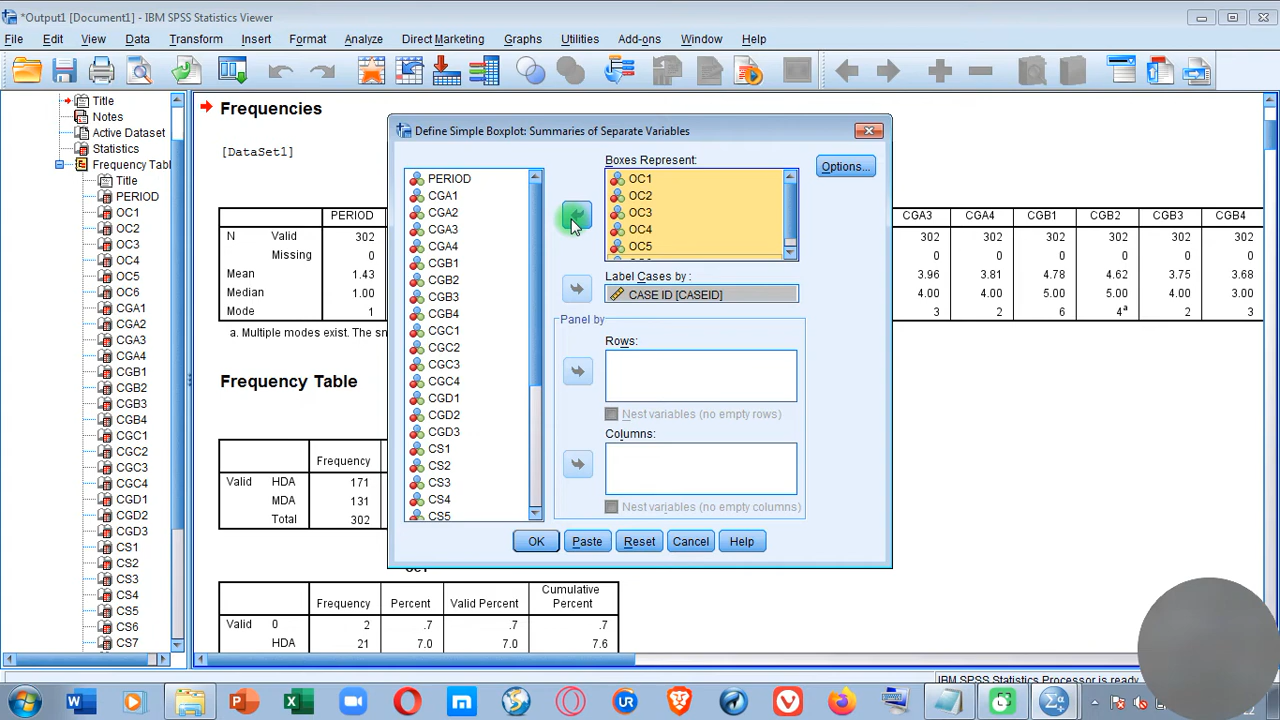 *Output1 [Document1] - IBM SPSS Statistics Viewer
File Edit View Data Transform Insert Format Analyze Direct Marketing Graphs Utilities Add-ons Window Help
Title
Notes
Active Dataset
Statistics
Frequency Tabl
Title
PERIOD
OC1
OC2
OC3
OC4
OC5
OC6
CGA1
CGA2
CGA3
CGA4
CGB1
CGB2
CGB3
CGB4
CGC1
CGC2
CGC3
CGC4
CGD1
CGD2
CGD3
CS1
CS2
CS3
CS4
CS5
CS6
CS7
Frequencies
[DataSet1]
PERIOD CGA3 CGA4 CGB1 CGB2 CGB3 CGB4
N Valid 302 302 302 302 302 302 302
Missing 0 0 0 0 0 0 0
Mean 1.43 3.96 3.81 4.78 4.62 3.75 3.68
Median 1.00 4.00 4.00 5.00 5.00 4.00 3.00
Mode 1 3 2 6 4ª 2 3
a. Multiple modes exist. The sn
Frequency Table
Frequency
Valid HDA 171
MDA 131
Total 302
Frequency Percent Valid Percent Cumulative Percent
Valid 0 2 .7 .7 .7
HDA 21 7.0 7.0 7.6
Define Simple Boxplot: Summaries of Separate Variables
PERIOD
CGA1
CGA2
CGA3
CGA4
CGB1
CGB2
CGB3
CGB4
CGC1
CGC2
CGC3
CGC4
CGD1
CGD2
CGD3
CS1
CS2
CS3
CS4
CS5
Boxes Represent:
OC1
OC2
OC3
OC4
OC5
Options...
Label Cases by:
CASE ID [CASEID]
Panel by
Rows:
Nest variables (no empty rows)
Columns:
Nest variables (no empty columns)
OK Paste Reset Cancel Help
IBM SPSS Statistics Processor is ready